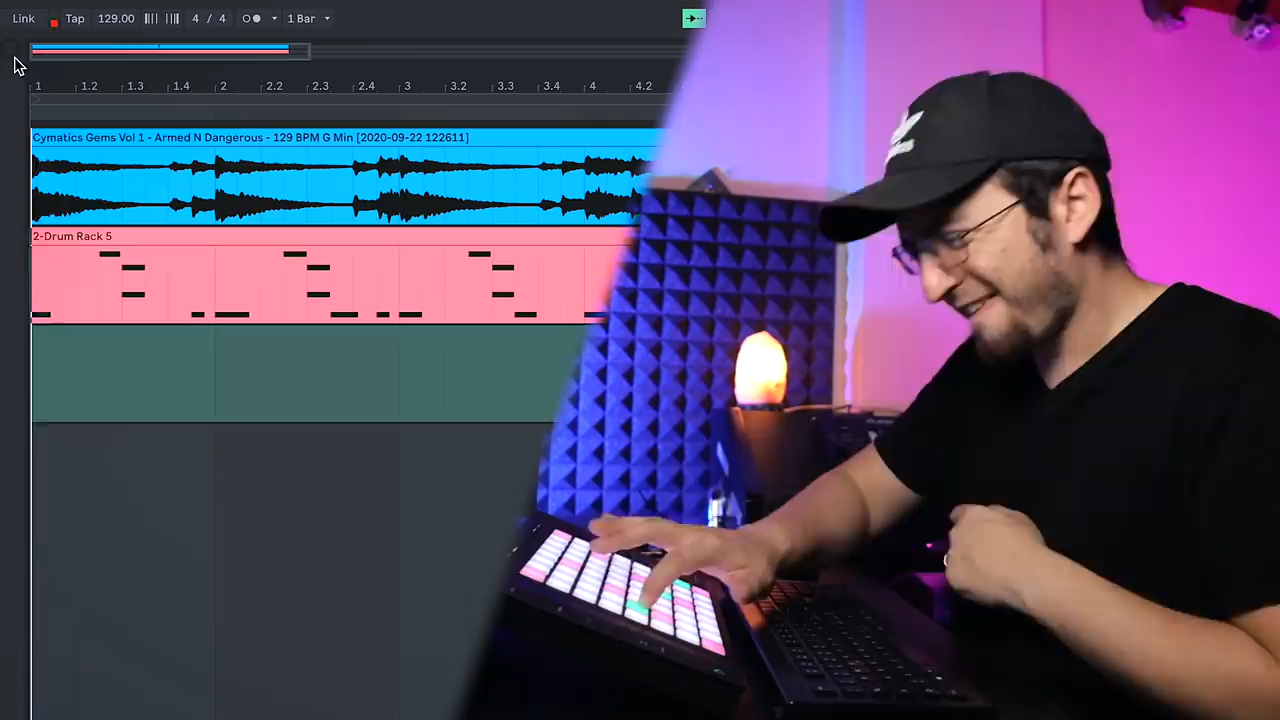 Link Tap 129.00 4 / 4 1 Bar
1 1.2 1.3 1.4 2 2.2 2.3 2.4 3 3.2 3.3 3.4 4 4.2
Cymatics Gems Vol 1 - Armed N Dangerous - 129 BPM G Min [2020-09-22 122611]
2-Drum Rack 5